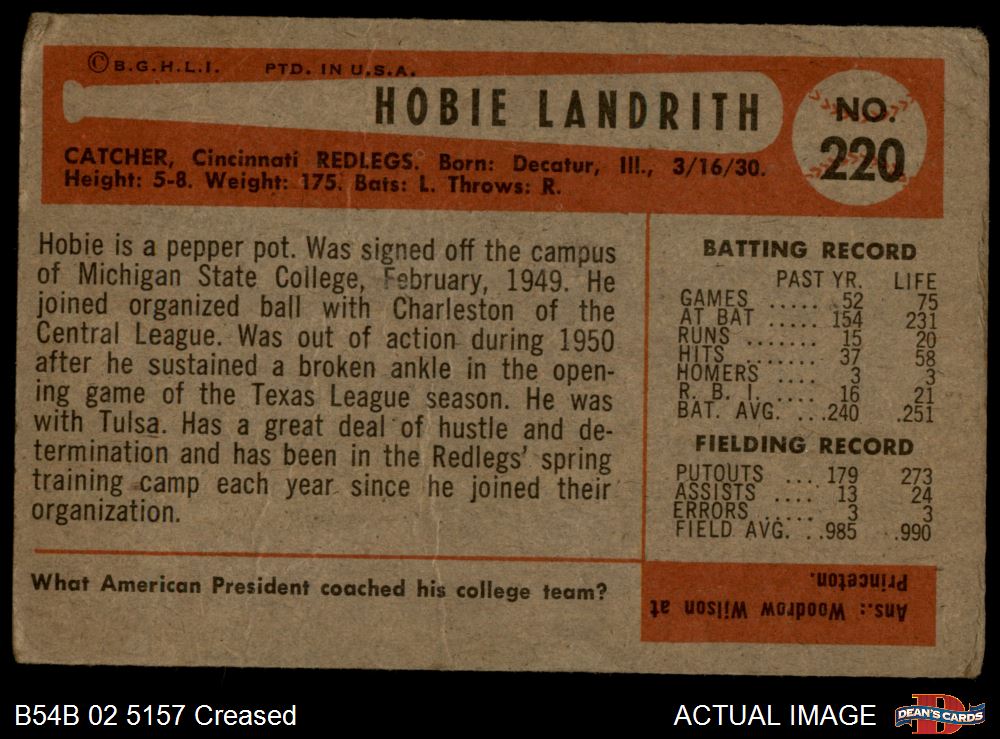 © B.G.H.L.I. PTD. IN U.S.A.
HOBIE LANDRITH
NO.
220
CATCHER, Cincinnati REDLEGS. Born: Decatur, Ill., 3/16/30.
Height: 5-8. Weight: 175. Bats: L. Throws: R.
Hobie is a pepper pot. Was signed off the campus
of Michigan State College, February, 1949. He
joined organized ball with Charleston of the
Central League. Was out of action during 1950
after he sustained a broken ankle in the open-
ing game of the Texas League season. He was
with Tulsa. Has a great deal of hustle and de-
termination and has been in the Redlegs' spring
training camp each year since he joined their
organization.
What American President coached his college team?
BATTING RECORD
PAST YR. LIFE
GAMES ..... 52 75
AT BAT ..... 154 231
RUNS ..... 15 20
HITS ....... 37 58
HOMERS .... 3 3
R. B. I. .... 16 21
BAT. AVG. ...240 .251
FIELDING RECORD
PUTOUTS .... 179 273
ASSISTS .... 13 24
ERRORS ..... 3 3
FIELD AVG. ..985 .990
Ans.: Woodrow Wilson at
Princeton.
B54B 02 5157 Creased
ACTUAL IMAGE
DEAN'S CARDS